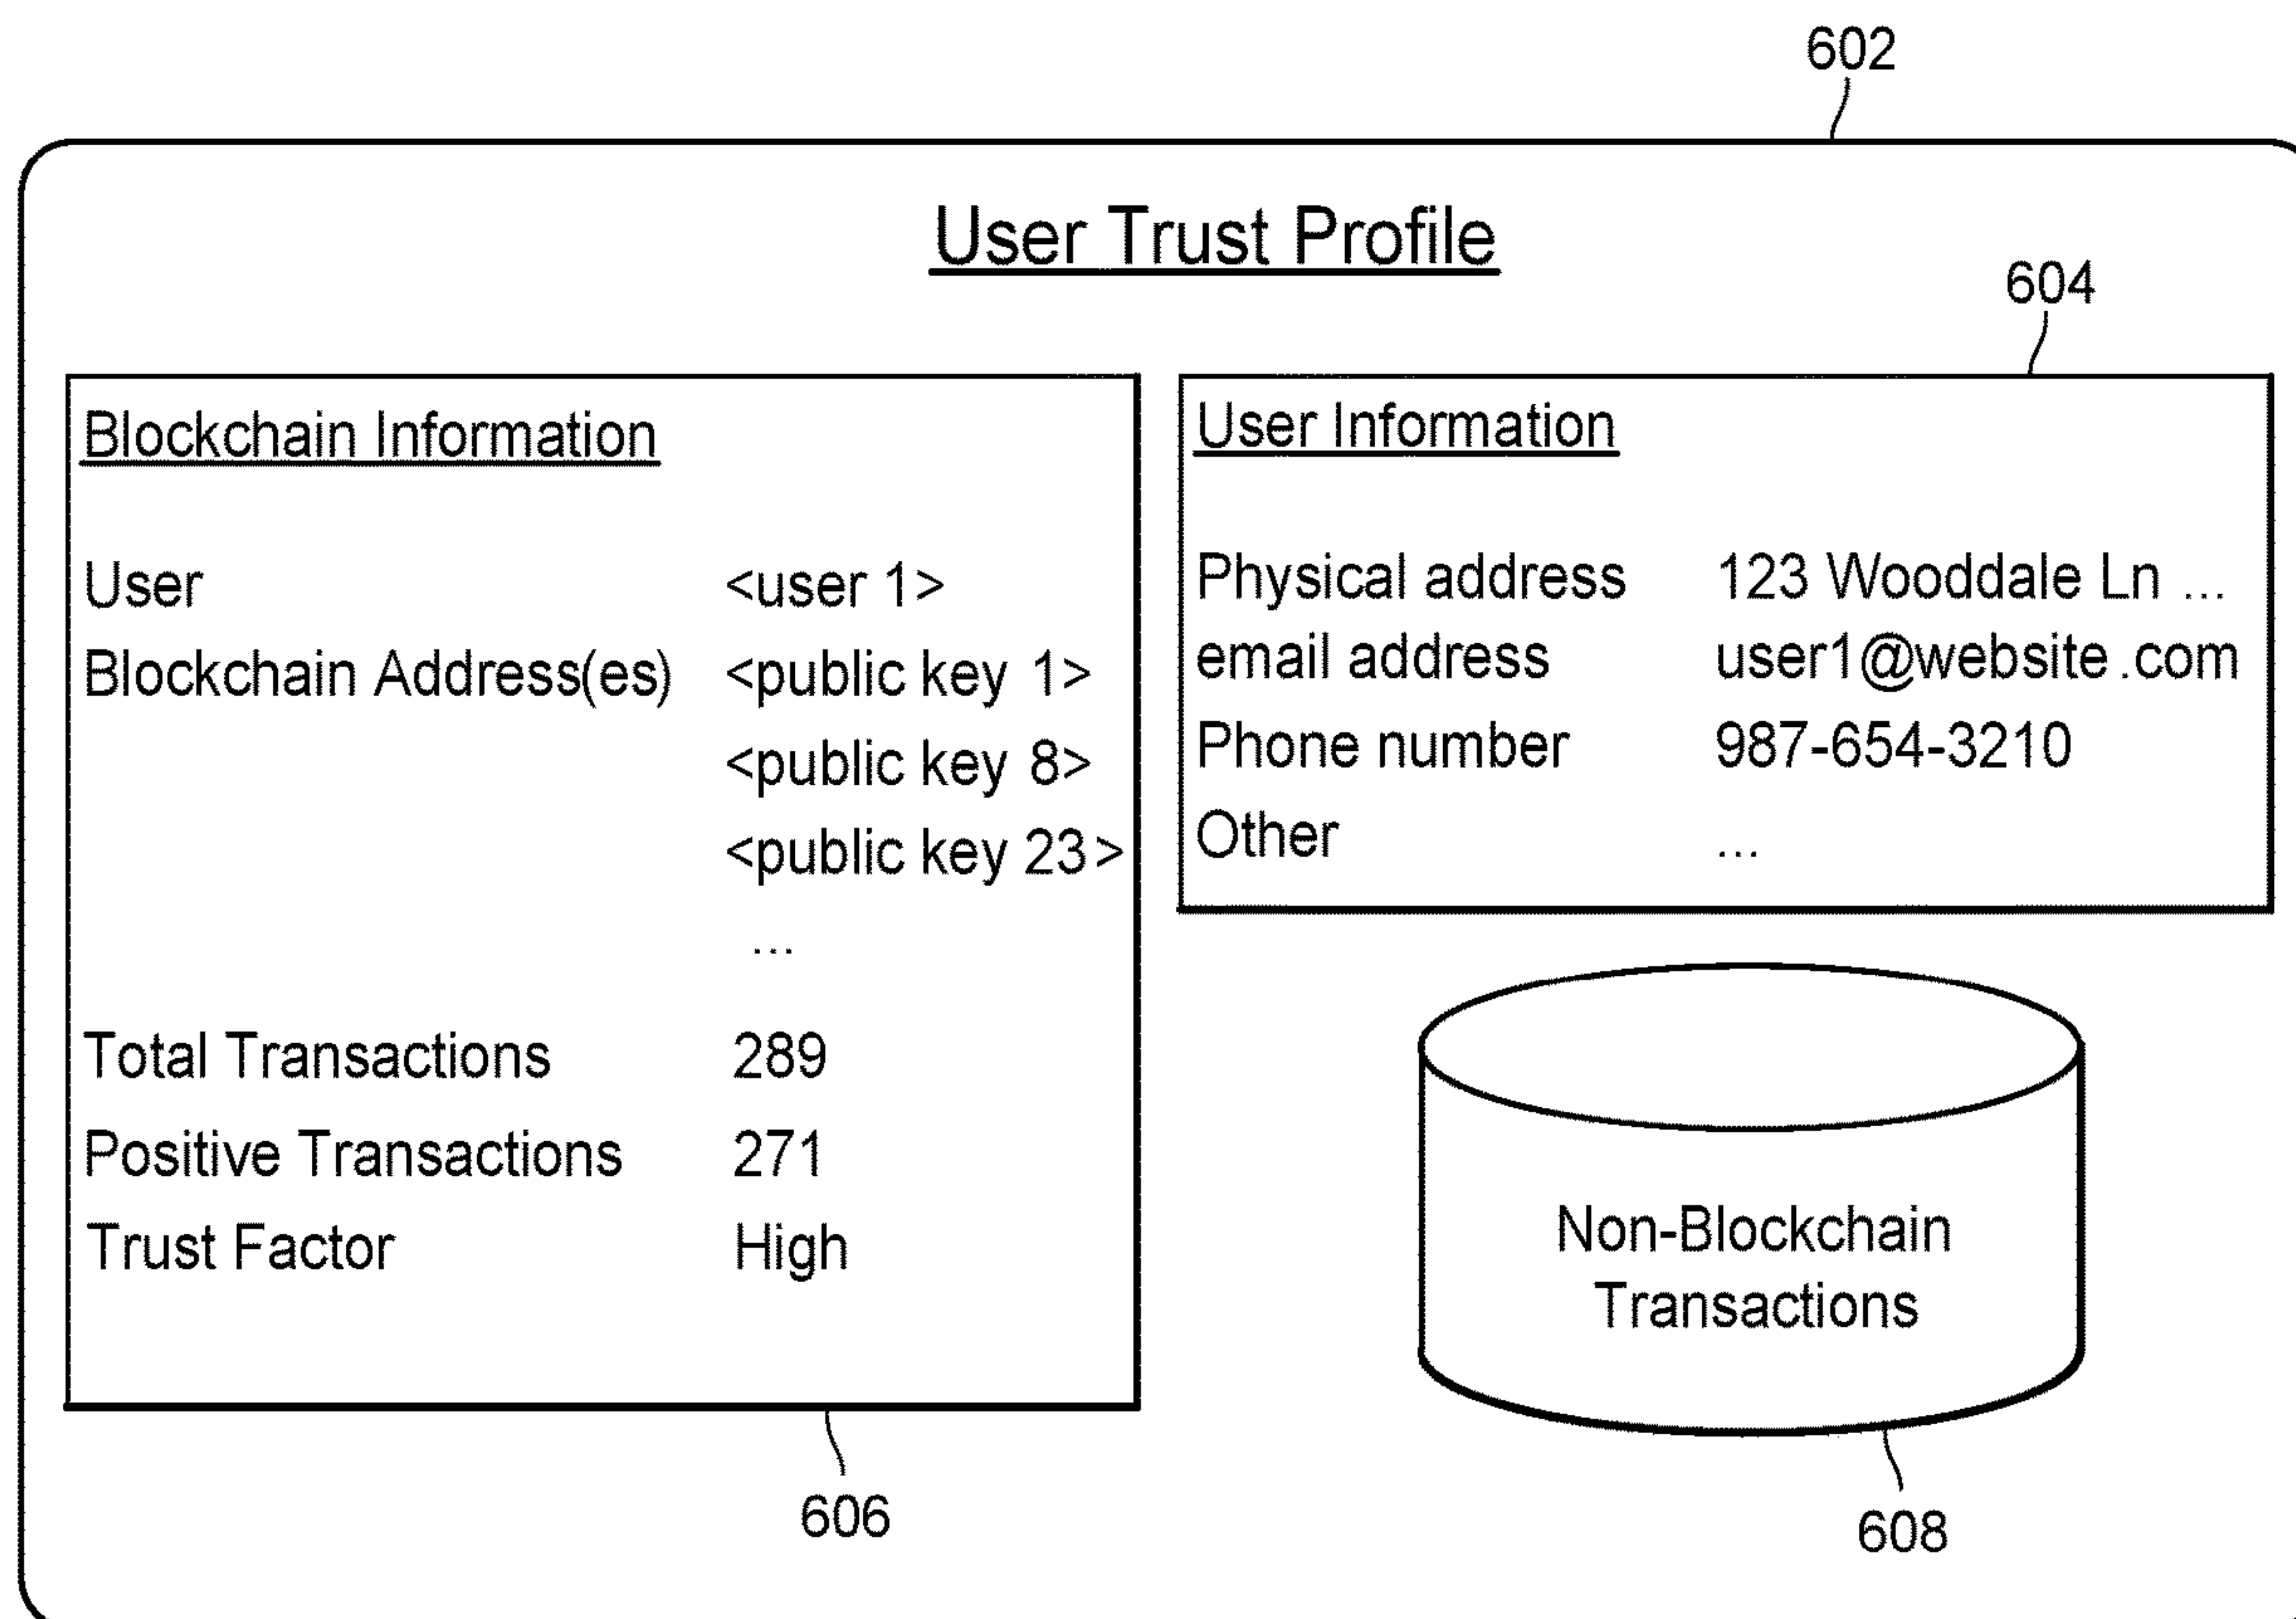 602
User Trust Profile
604
Blockchain Information
User <user 1>
Blockchain Address(es) <public key 1>
<public key 8>
<public key 23>
...
Total Transactions 289
Positive Transactions 271
Trust Factor High
606
User Information
Physical address 123 Wooddale Ln ...
email address user1@website.com
Phone number 987-654-3210
Other ...
Non-Blockchain
Transactions
608